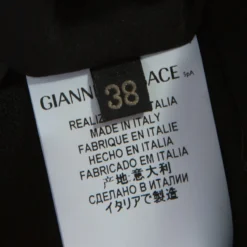 GIANN
ACE
SpA
38
REALIZ
ITALIA
MADE IN ITALY
FABRIQUE EN ITALIE
HECHO EN ITALIA
FABRICADO EM ITALIA
产地:意大利
СДЕЛАНО В ИТАЛИИ
イタリアで製造